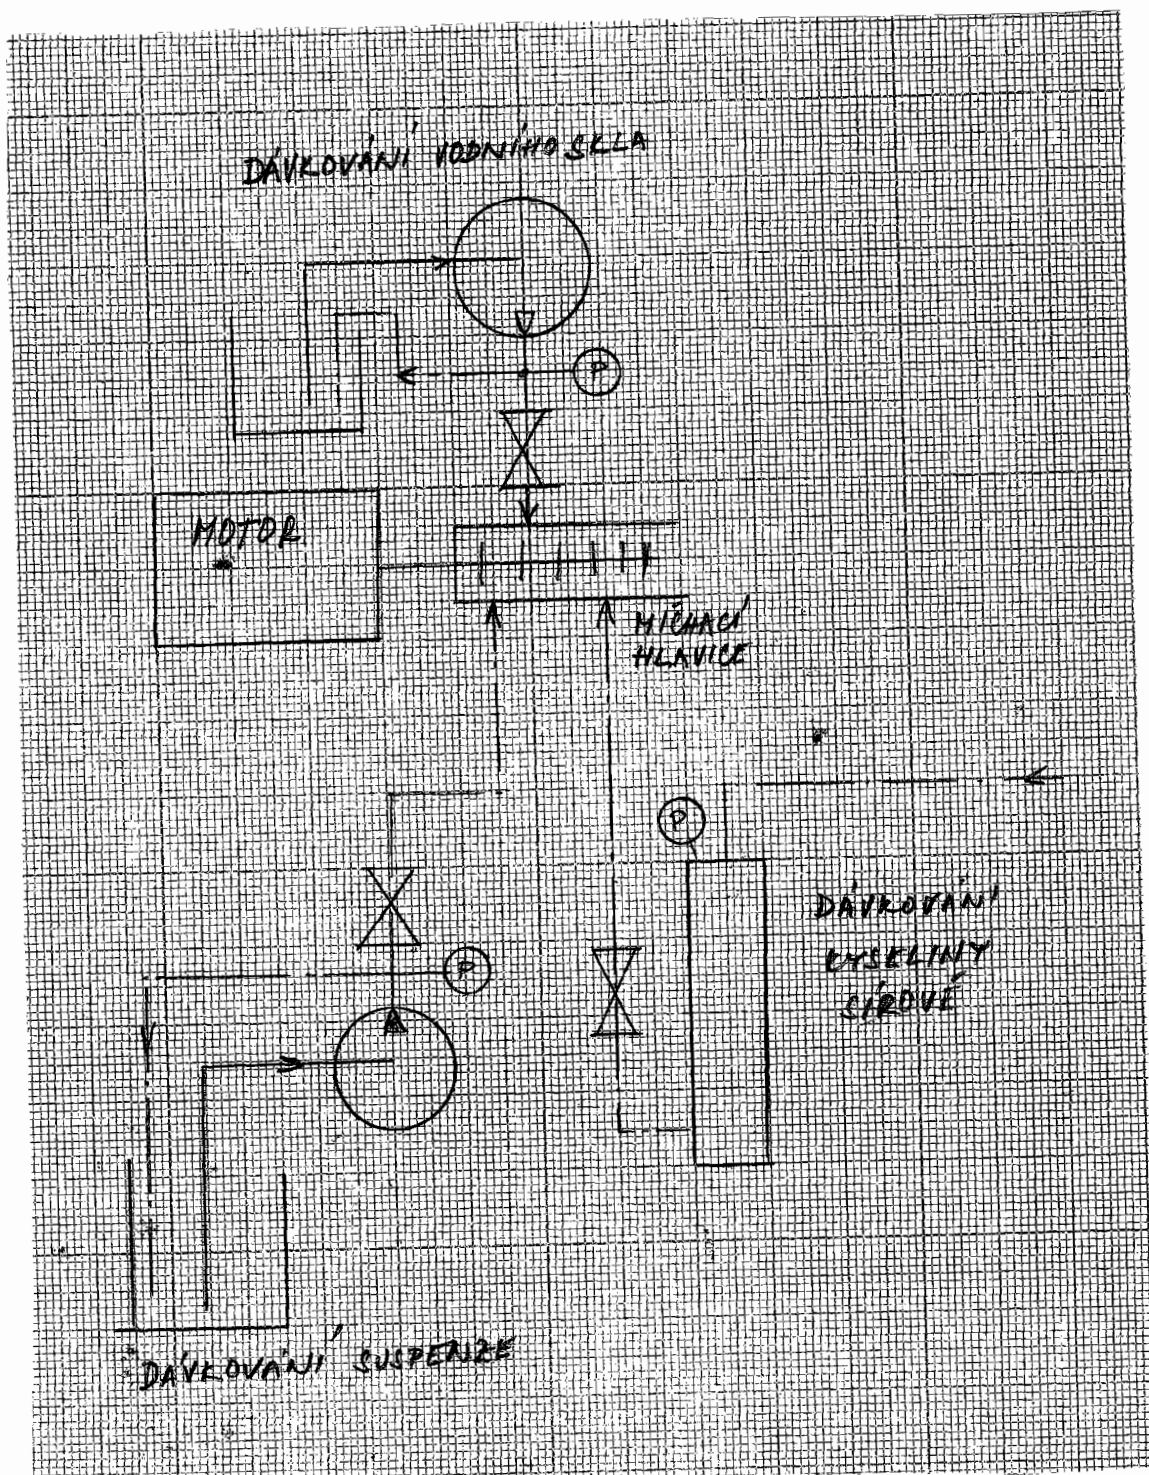 DÁVKOVÁNÍ VODNÍHO SKLA
P
MOTOR
MÍCHACÍ
HLAVICE
P
DÁVKOVÁNÍ
KYSELINY
SÍROVÉ
P
DÁVKOVÁNÍ SUSPENZE